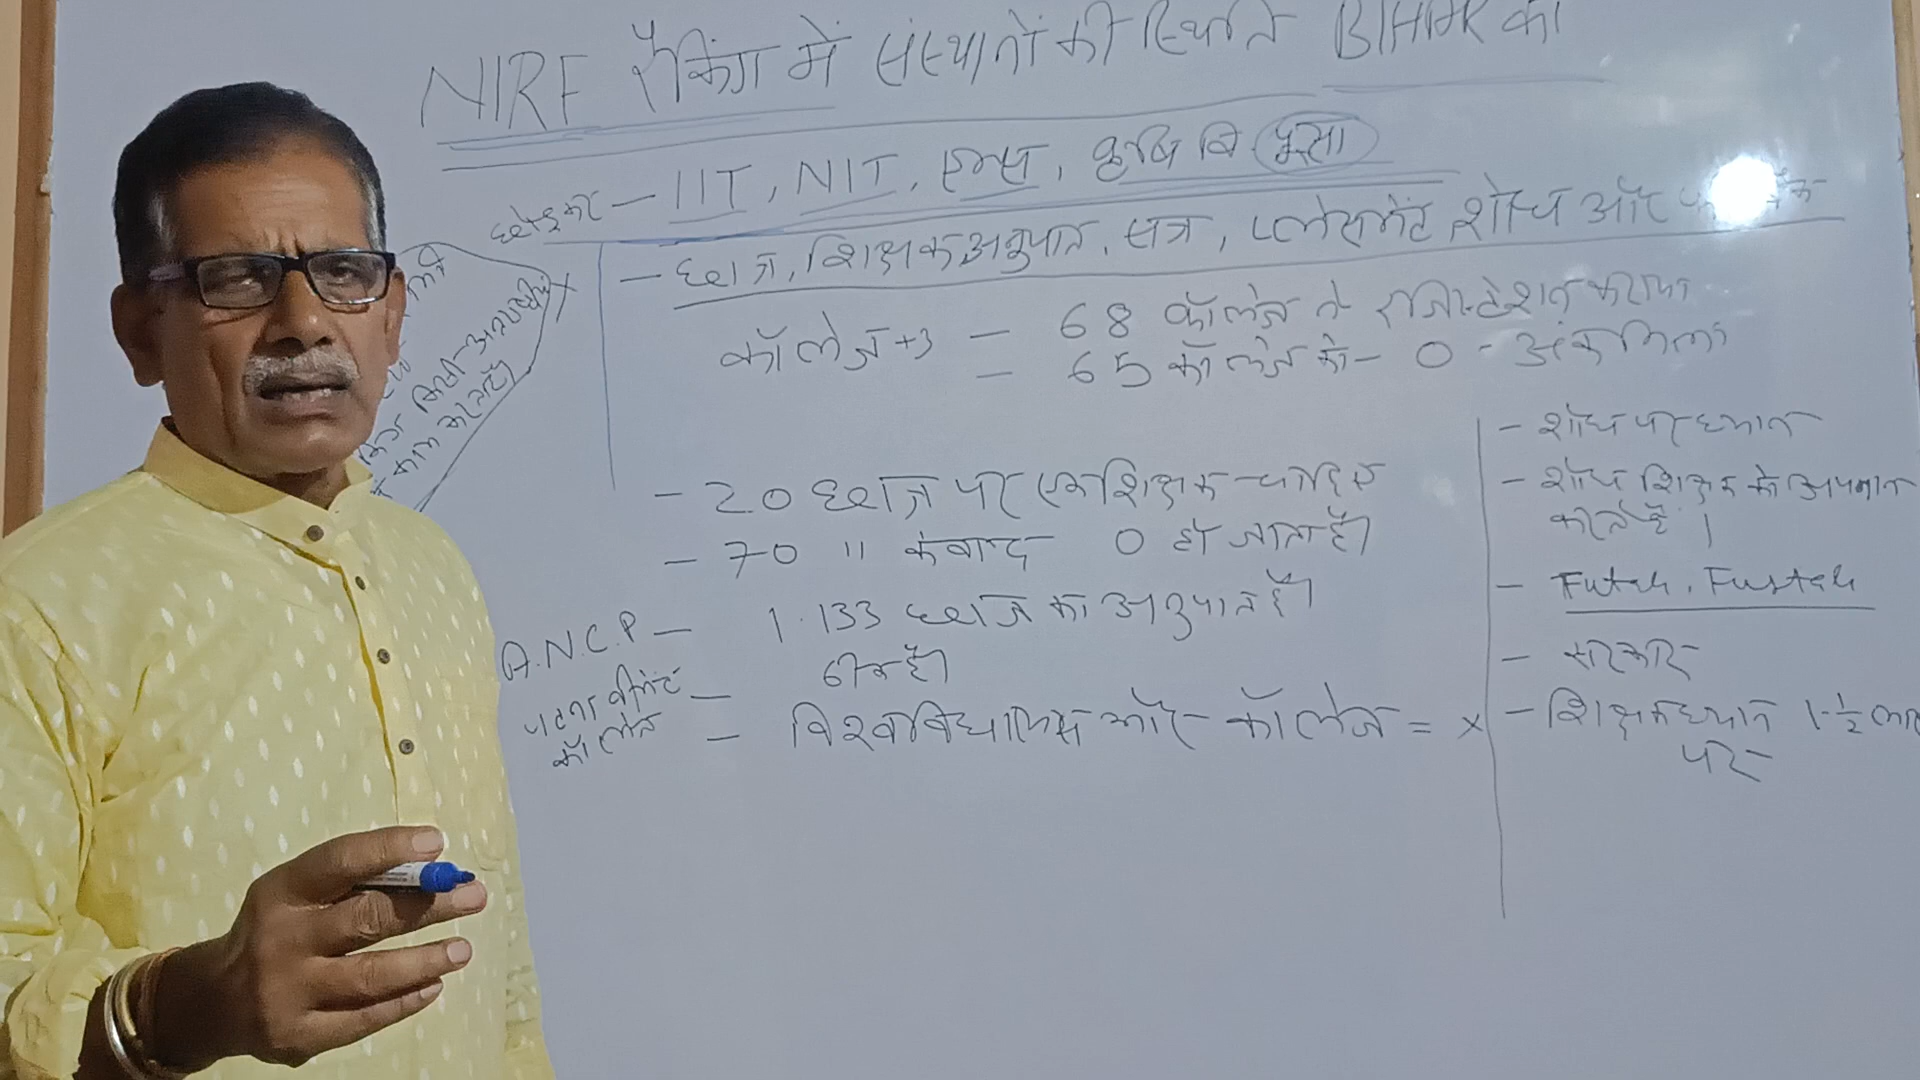 NIRF रैंकिंग में संस्थानों की स्थिति BIHAR का
छोड़कर — IIT, NIT, एम्स, कृषि वि पूसा
— छात्र, शिक्षक अनुपात, सत्र, प्लेसमेंट, शोध और
कॉलेज +3 — 68 कॉलेज ने रजिस्टेशन कराया
— 65 कॉलेज को - 0 - अंक मिला
— 20 छात्र पर एक शिक्षक चाहिए
— 70 " के बाद 0 हो जाता है।
A.N.C.P — 1.133 छात्र का अनुपात है।
पटना वीमेंट कॉलेज — ठीक है।
— विश्वविद्यालय और कॉलेज = x
— शोध पर ध्यान
— शोध शिक्षक को अपमान
करते हैं।
— सरकार
— शिक्षक ध्यान 1-½
पर